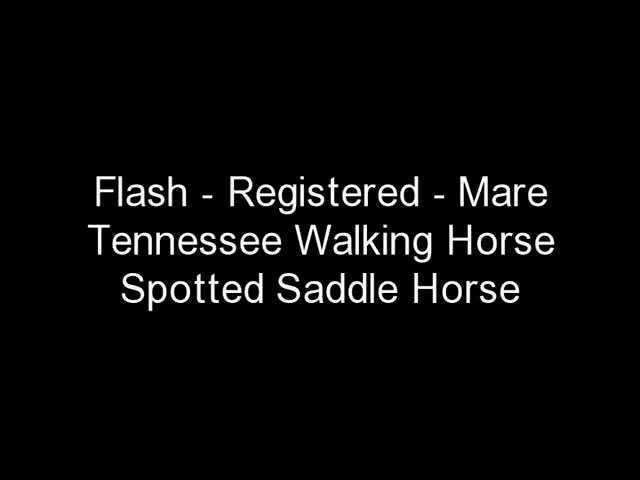 Flash - Registered - Mare
Tennessee Walking Horse
Spotted Saddle Horse